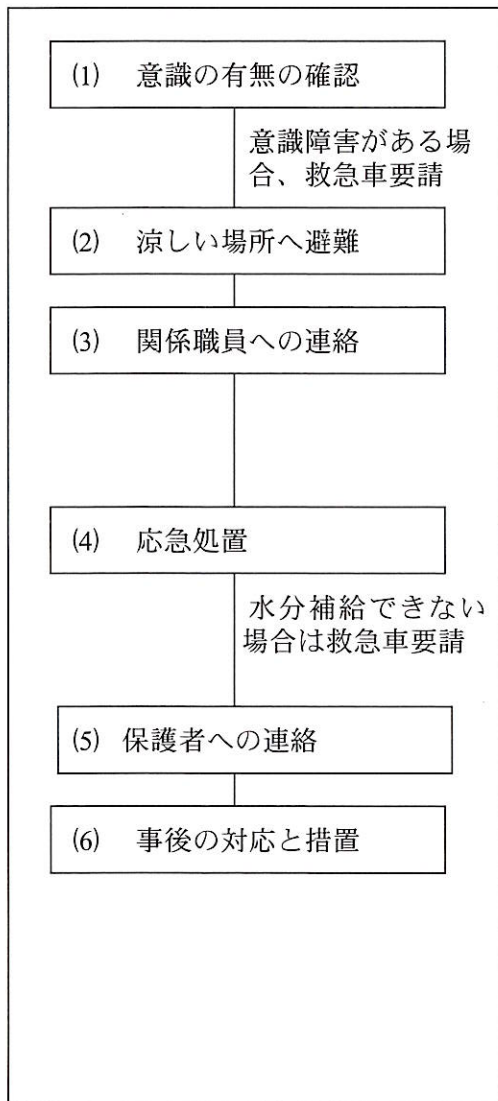 (1) 意識の有無の確認
意識障害がある場
合、救急車要請
(2) 涼しい場所へ避難
(3) 関係職員への連絡
(4) 応急処置
水分補給できない
場合は救急車要請
(5) 保護者への連絡
(6) 事後の対応と措置